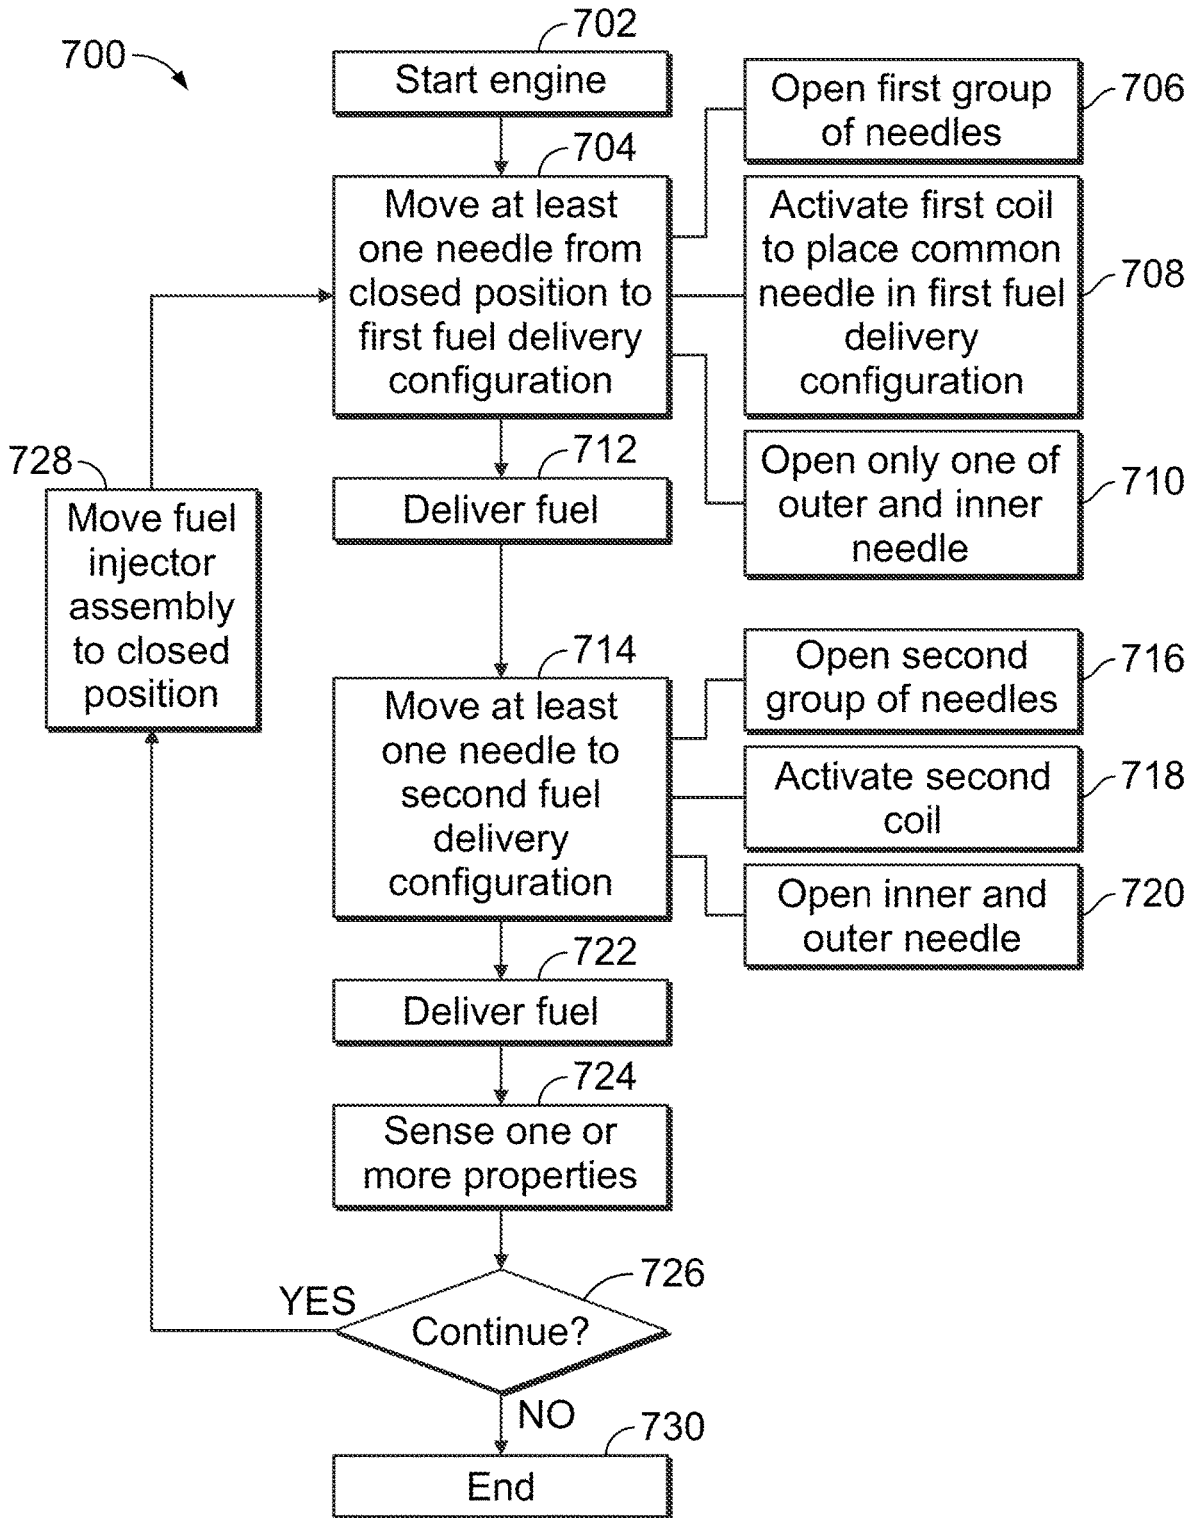 700
702
Start engine
704
Move at least
one needle from
closed position to
first fuel delivery
configuration
706
Open first group
of needles
708
Activate first coil
to place common
needle in first fuel
delivery
configuration
710
Open only one of
outer and inner
needle
712
Deliver fuel
714
Move at least
one needle to
second fuel
delivery
configuration
716
Open second
group of needles
718
Activate second
coil
720
Open inner and
outer needle
722
Deliver fuel
724
Sense one or
more properties
726
Continue?
YES
728
Move fuel
injector
assembly
to closed
position
NO
730
End